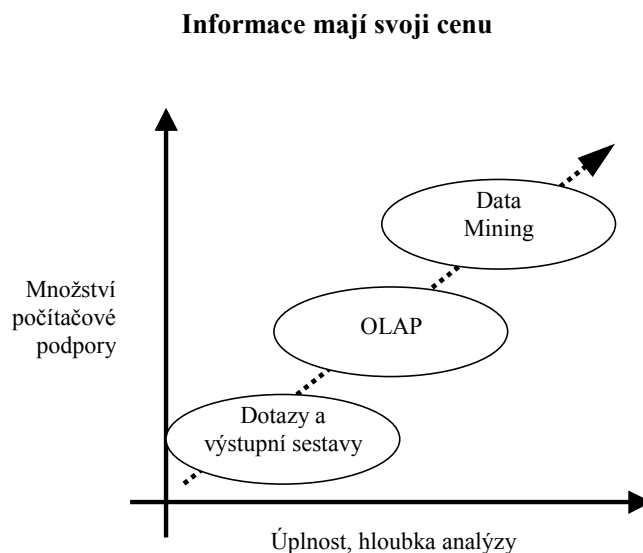 Informace mají svoji cenu
Data
Mining
Množství
počítačové
podpory
OLAP
Dotazy a
výstupní sestavy
Úplnost, hloubka analýzy